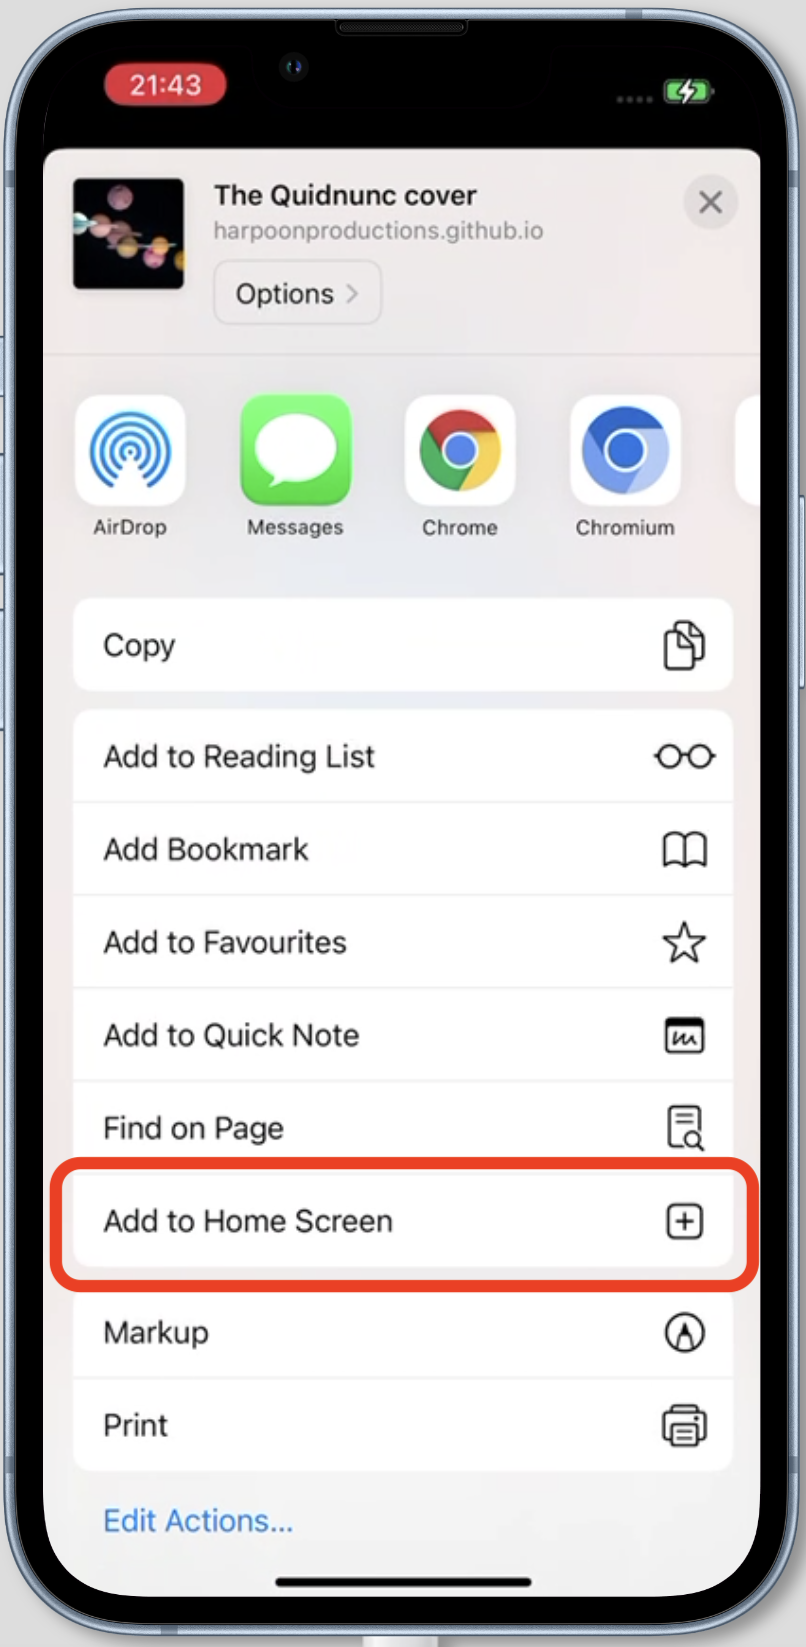 21:43
The Quidnunc cover
harpoonproductions.github.io
Options
AirDrop
Messages
Chrome
Chromium
Copy
Add to Reading List
Add Bookmark
Add to Favourites
Add to Quick Note
Find on Page
Add to Home Screen
Markup
Print
Edit Actions...